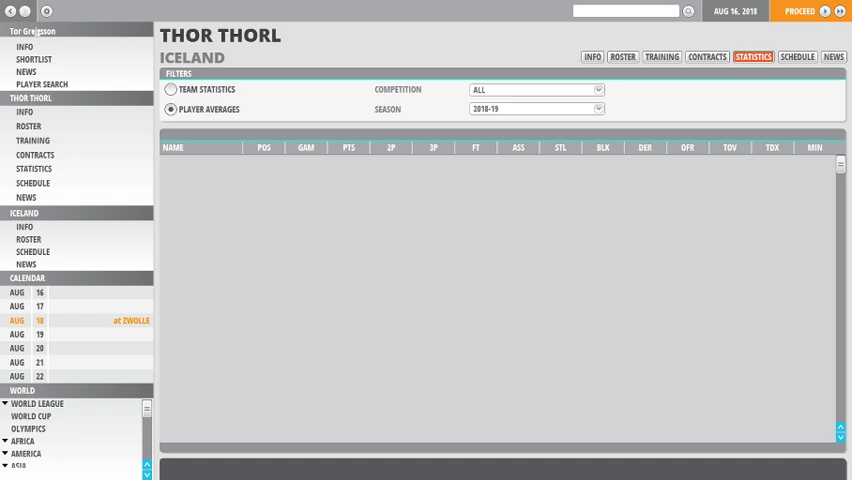 AUG 16, 2018 PROCEED
Tor Grejgsson
INFO
SHORTLIST
NEWS
PLAYER SEARCH
THOR THORL
INFO
ROSTER
TRAINING
CONTRACTS
STATISTICS
SCHEDULE
NEWS
ICELAND
INFO
ROSTER
SCHEDULE
NEWS
CALENDAR
AUG 16
AUG 17
AUG 18 at ZWOLLE
AUG 19
AUG 20
AUG 21
AUG 22
WORLD
WORLD LEAGUE
WORLD CUP
OLYMPICS
AFRICA
AMERICA
ASIA
THOR THORL
ICELAND
INFO ROSTER TRAINING CONTRACTS STATISTICS SCHEDULE NEWS
FILTERS
TEAM STATISTICS COMPETITION ALL
PLAYER AVERAGES SEASON 2018-19
NAME POS GAM PTS 2P 3P FT ASS STL BLK DER OFR TOV TDX MIN